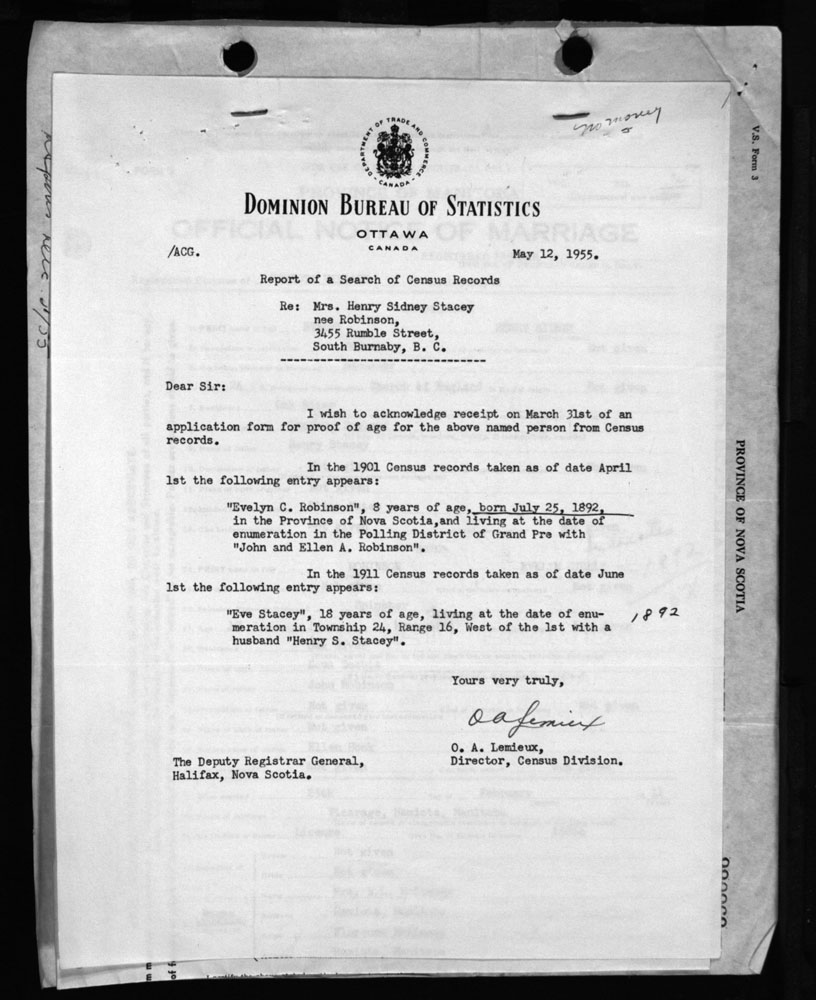 no money
V.S. Form 3
DEPARTMENT OF TRADE AND COMMERCE
CANADA
DOMINION BUREAU OF STATISTICS
OTTAWA
CANADA
OFFICIAL NOTICE OF MARRIAGE
/ACG.
May 12, 1955.
Report of a Search of Census Records
Re: Mrs. Henry Sidney Stacey
nee Robinson,
3455 Rumble Street,
South Burnaby, B. C.
Dear Sir:
I wish to acknowledge receipt on March 31st of an
application form for proof of age for the above named person from Census
records.
In the 1901 Census records taken as of date April
1st the following entry appears:
"Evelyn C. Robinson", 8 years of age, born July 25, 1892,
in the Province of Nova Scotia,and living at the date of
enumeration in the Polling District of Grand Pre with
"John and Ellen A. Robinson".
In the 1911 Census records taken as of date June
1st the following entry appears:
"Eve Stacey", 18 years of age, living at the date of enu-
meration in Township 24, Range 16, West of the 1st with a
husband "Henry S. Stacey".
1892
Yours very truly,
O. A. Lemieux
O. A. Lemieux,
Director, Census Division.
The Deputy Registrar General,
Halifax, Nova Scotia.
PROVINCE OF NOVA SCOTIA